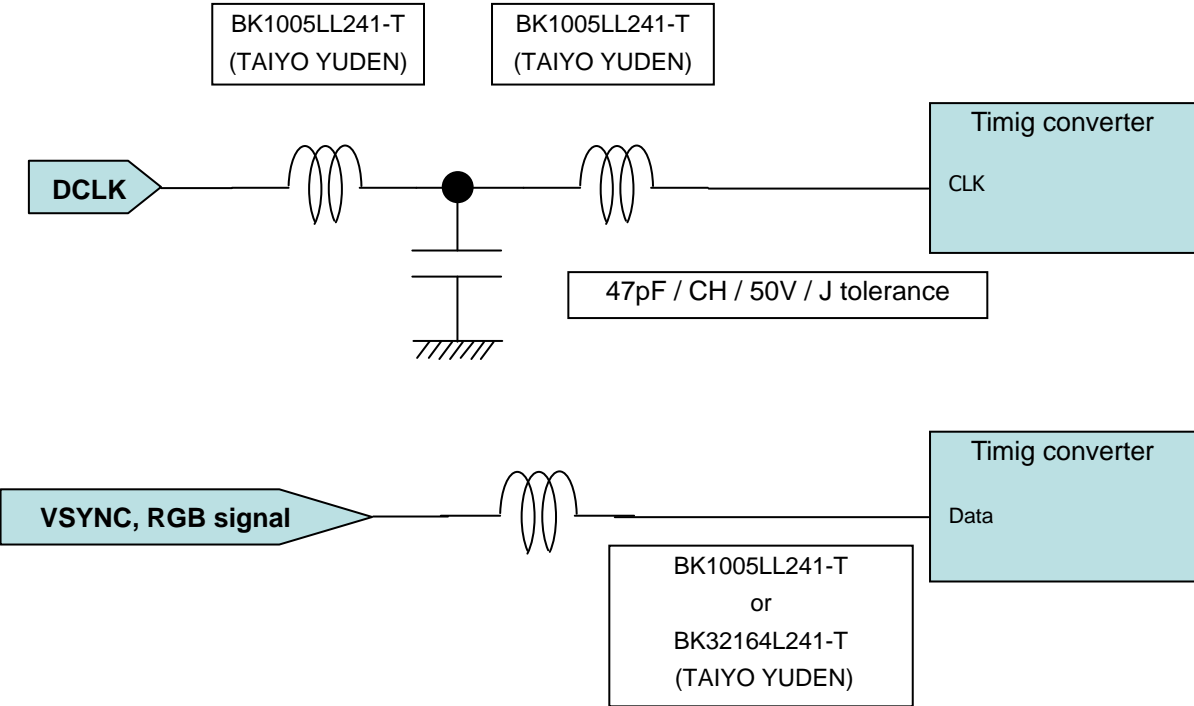 BK1005LL241-T
(TAIYO YUDEN)
BK1005LL241-T
(TAIYO YUDEN)
Timig converter
DCLK
CLK
47pF / CH / 50V / J tolerance
Timig converter
VSYNC, RGB signal
Data
BK1005LL241-T
or
BK32164L241-T
(TAIYO YUDEN)